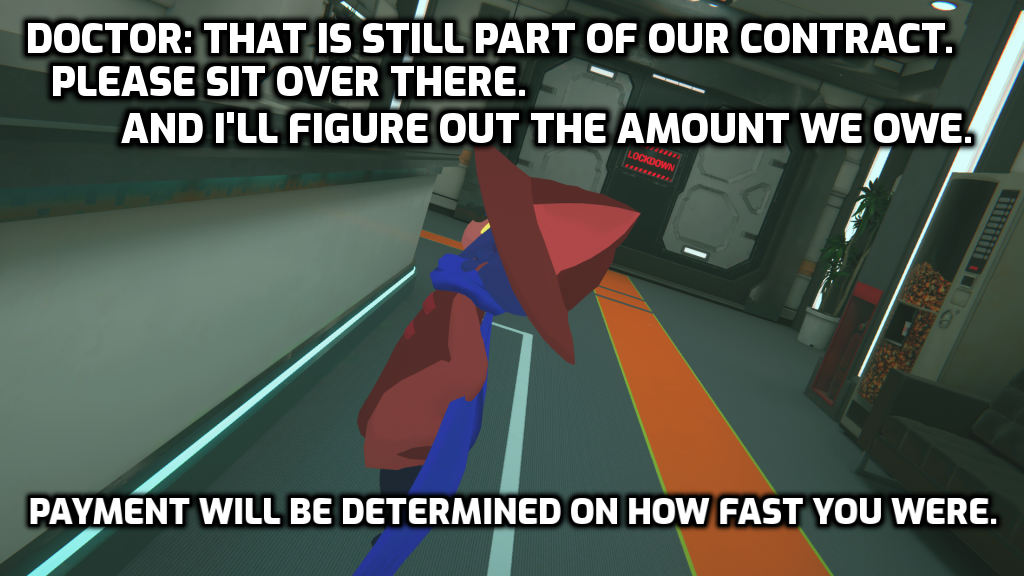 DOCTOR: THAT IS STILL PART OF OUR CONTRACT.
PLEASE SIT OVER THERE.
AND I'LL FIGURE OUT THE AMOUNT WE OWE.
LOCKDOWN
PAYMENT WILL BE DETERMINED ON HOW FAST YOU WERE.